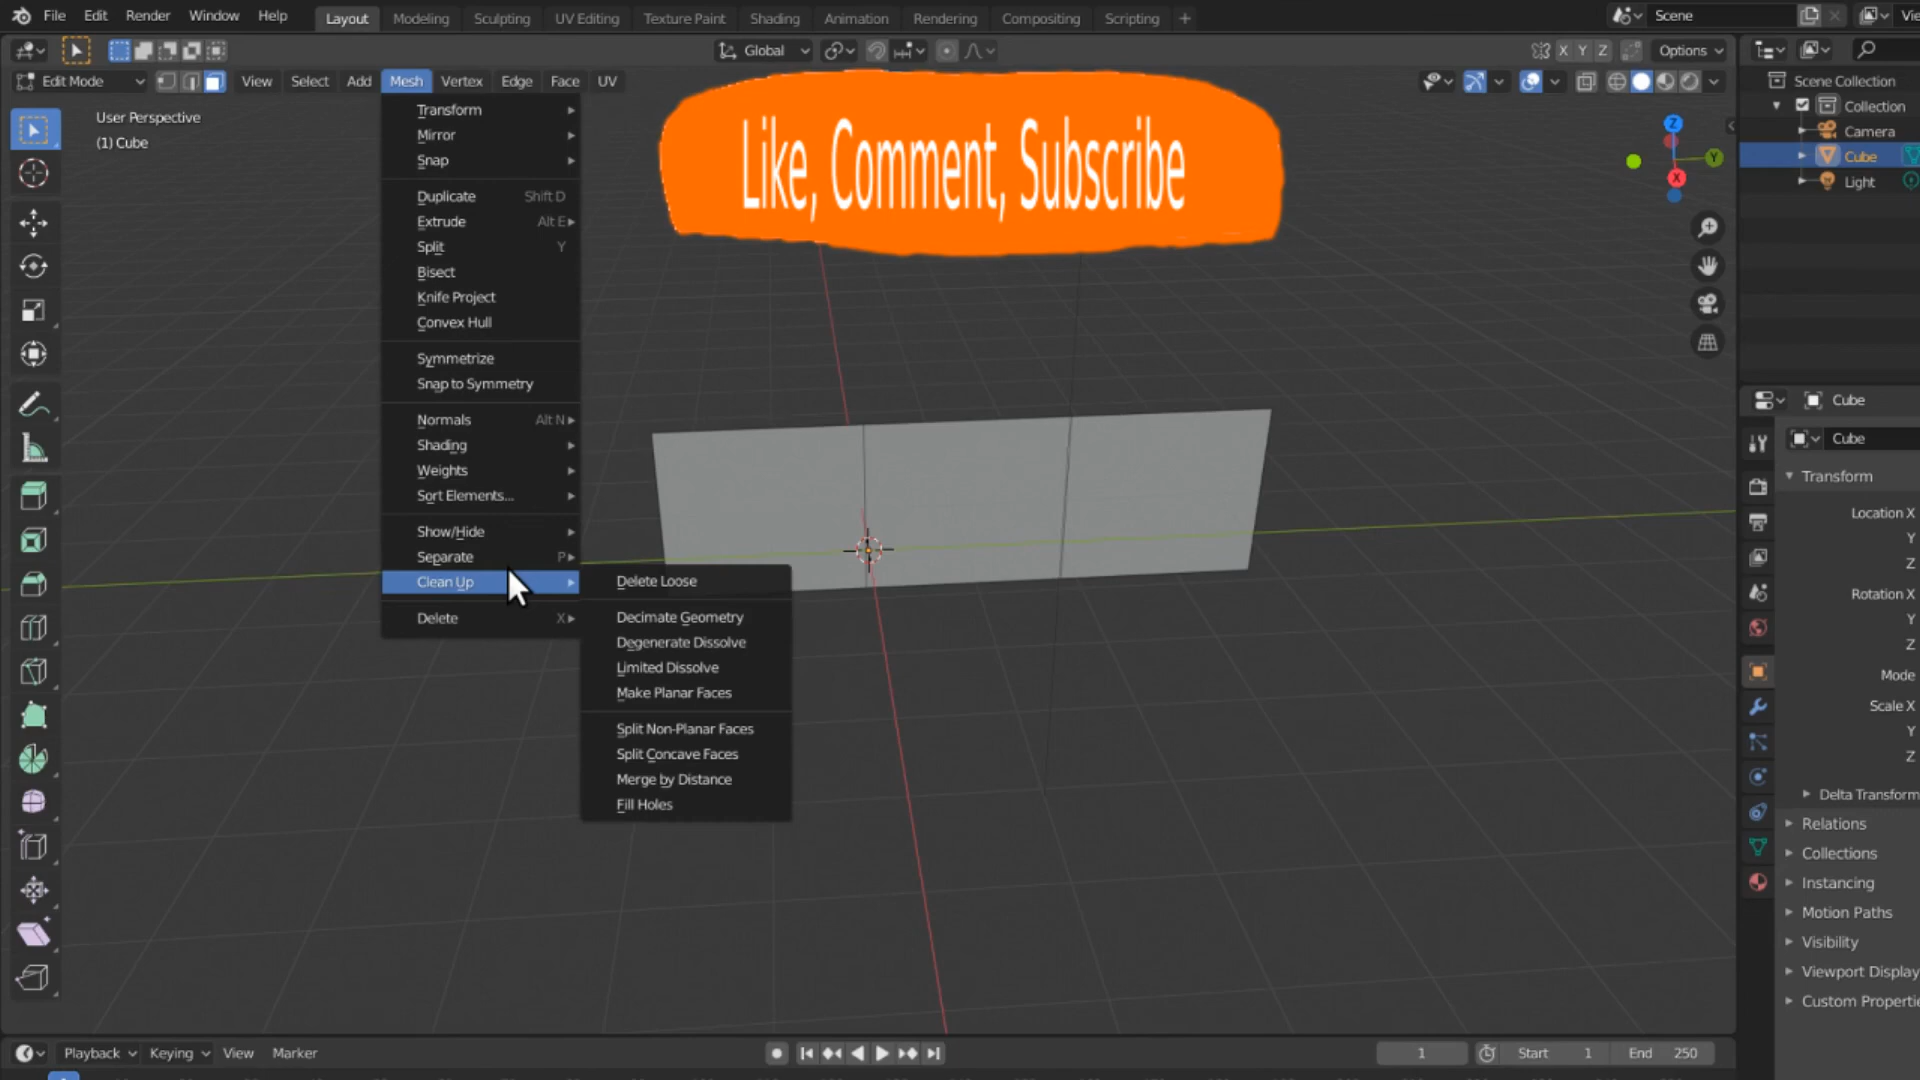 File Edit Render Window Help Layout Modeling Sculpting UV Editing Texture Paint Shading Animation Rendering Compositing Scripting + Scene
Global X Y Z Options
Edit Mode View Select Add Mesh Vertex Edge Face UV
User Perspective
(1) Cube
Transform
Mirror
Snap
Duplicate Shift D
Extrude Alt E
Split Y
Bisect
Knife Project
Convex Hull
Symmetrize
Snap to Symmetry
Normals Alt N
Shading
Weights
Sort Elements...
Show/Hide
Separate P
Clean Up
Delete X
Delete Loose
Decimate Geometry
Degenerate Dissolve
Limited Dissolve
Make Planar Faces
Split Non-Planar Faces
Split Concave Faces
Merge by Distance
Fill Holes
Like, Comment, Subscribe
Z
Y
X
Scene Collection
Collection
Camera
Cube
Light
Cube
Cube
Transform
Location X
Y
Z
Rotation X
Y
Z
Mode
Scale X
Y
Z
Delta Transform
Relations
Collections
Instancing
Motion Paths
Visibility
Viewport Display
Custom Properti
Playback Keying View Marker 1 Start 1 End 250